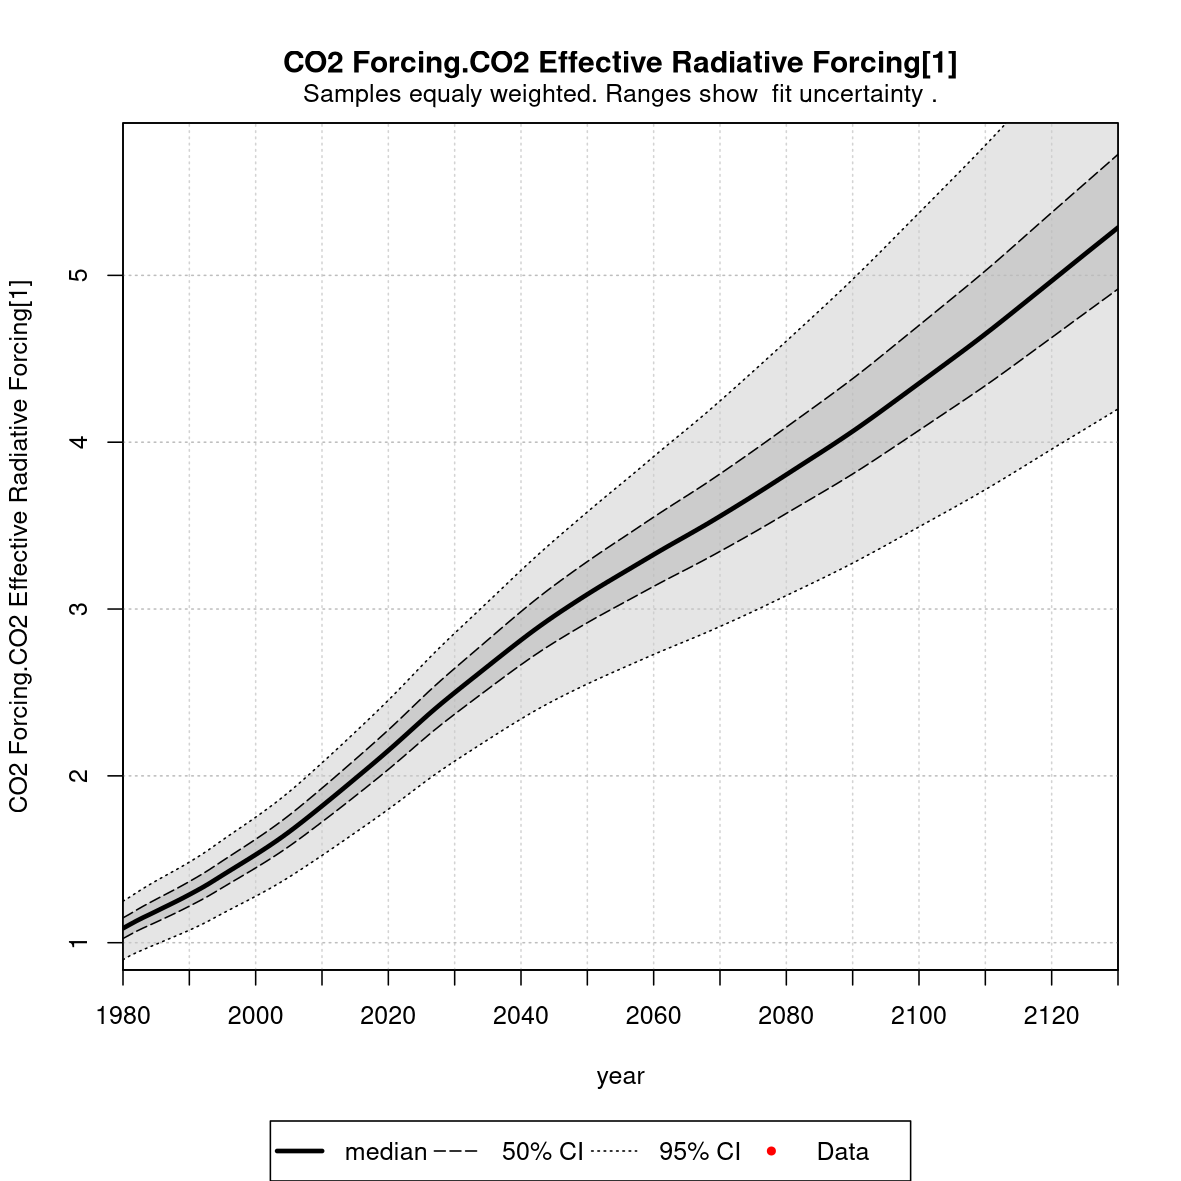 CO2 Forcing.CO2 Effective Radiative Forcing[1]
Samples equaly weighted. Ranges show  fit uncertainty .
CO2 Forcing.CO2 Effective Radiative Forcing[1]
5
4
3
2
1
1980 2000 2020 2040 2060 2080 2100 2120
year
median 50% CI 95% CI Data